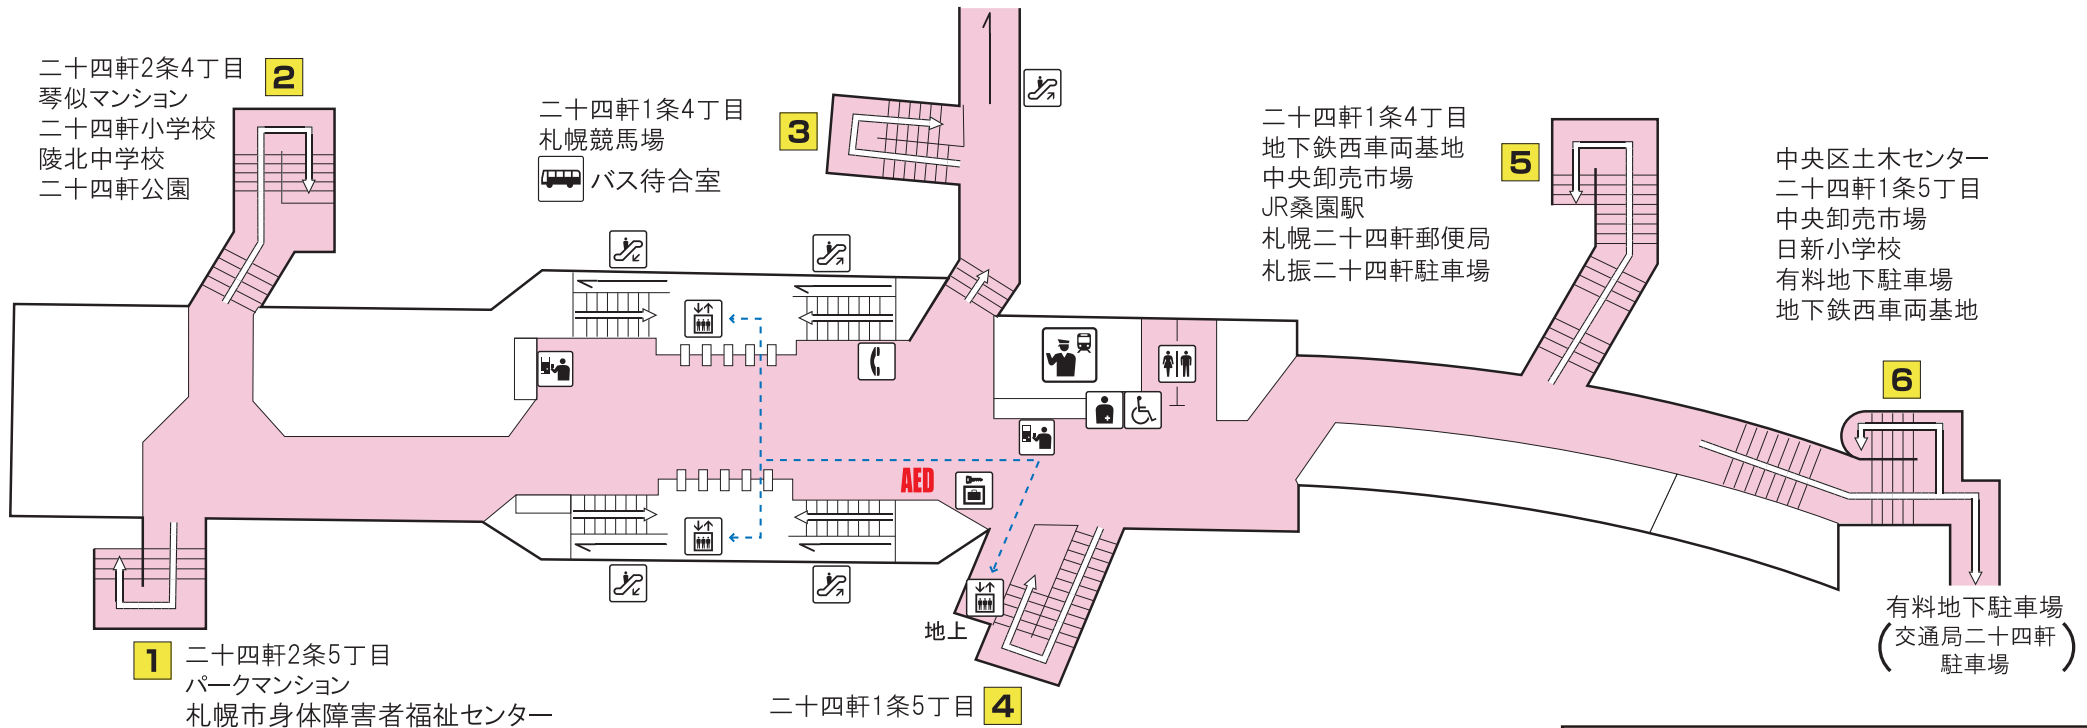 二十四軒2条4丁目
琴似マンション
二十四軒小学校
陵北中学校
二十四軒公園
2
二十四軒1条4丁目
札幌競馬場
バス待合室
3
二十四軒1条4丁目
地下鉄西車両基地
中央卸売市場
JR桑園駅
札幌二十四軒郵便局
札振二十四軒駐車場
5
中央区土木センター
二十四軒1条5丁目
中央卸売市場
日新小学校
有料地下駐車場
地下鉄西車両基地
6
AED
地上
有料地下駐車場
(交通局二十四軒
駐車場)
1
二十四軒2条5丁目
パークマンション
札幌市身体障害者福祉センター
二十四軒1条5丁目
4